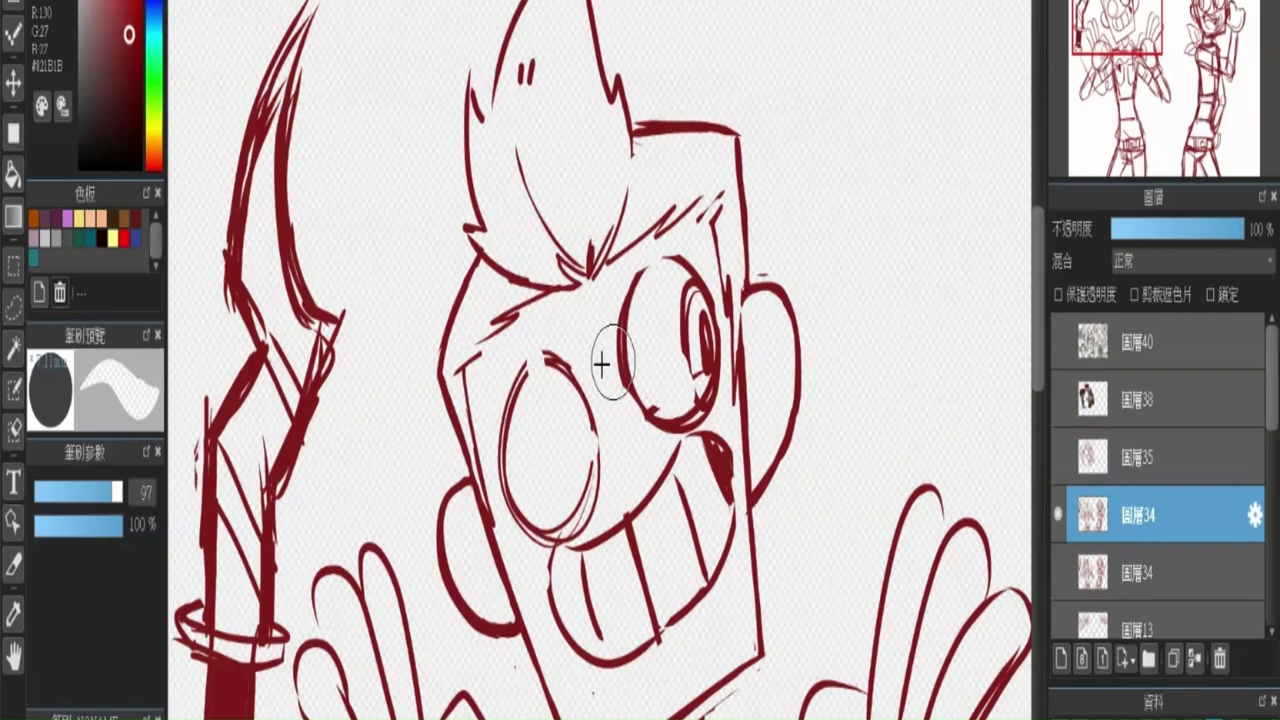 R:130
G:27
B:27
#821B1B
色板
筆刷預覽
筆刷參數
97
100 %
T
圖層
不透明度
100 %
混合
正常
保護透明度
剪裁遮色片
鎖定
圖層40
圖層38
圖層35
圖層34
圖層34
圖層13
資料